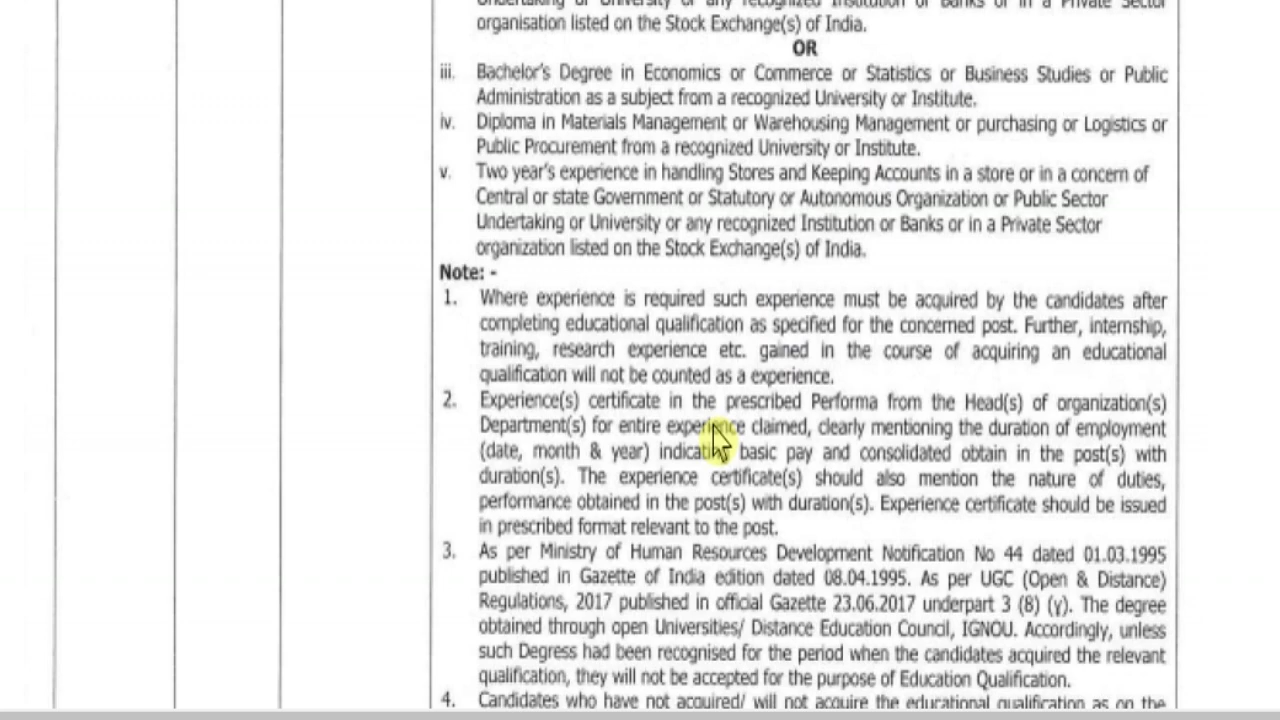 Undertaking or University or any recognized Institution or Banks or in a Private Sector
organisation listed on the Stock Exchange(s) of India.
OR
iii. Bachelor's Degree in Economics or Commerce or Statistics or Business Studies or Public
Administration as a subject from a recognized University or Institute.
iv. Diploma in Materials Management or Warehousing Management or purchasing or Logistics or
Public Procurement from a recognized University or Institute.
v. Two year's experience in handling Stores and Keeping Accounts in a store or in a concern of
Central or state Government or Statutory or Autonomous Organization or Public Sector
Undertaking or University or any recognized Institution or Banks or in a Private Sector
organization listed on the Stock Exchange(s) of India.
Note: -
1. Where experience is required such experience must be acquired by the candidates after
completing educational qualification as specified for the concerned post. Further, internship,
training, research experience etc. gained in the course of acquiring an educational
qualification will not be counted as a experience.
2. Experience(s) certificate in the prescribed Performa from the Head(s) of organization(s)
Department(s) for entire experience claimed, clearly mentioning the duration of employment
(date, month & year) indicating basic pay and consolidated obtain in the post(s) with
duration(s). The experience certificate(s) should also mention the nature of duties,
performance obtained in the post(s) with duration(s). Experience certificate should be issued
in prescribed format relevant to the post.
3. As per Ministry of Human Resources Development Notification No 44 dated 01.03.1995
published in Gazette of India edition dated 08.04.1995. As per UGC (Open & Distance)
Regulations, 2017 published in official Gazette 23.06.2017 underpart 3 (8) (v). The degree
obtained through open Universities/ Distance Education Council, IGNOU. Accordingly, unless
such Degress had been recognised for the period when the candidates acquired the relevant
qualification, they will not be accepted for the purpose of Education Qualification.
4. Candidates who have not acquired/ will not acquire the educational qualification as on the